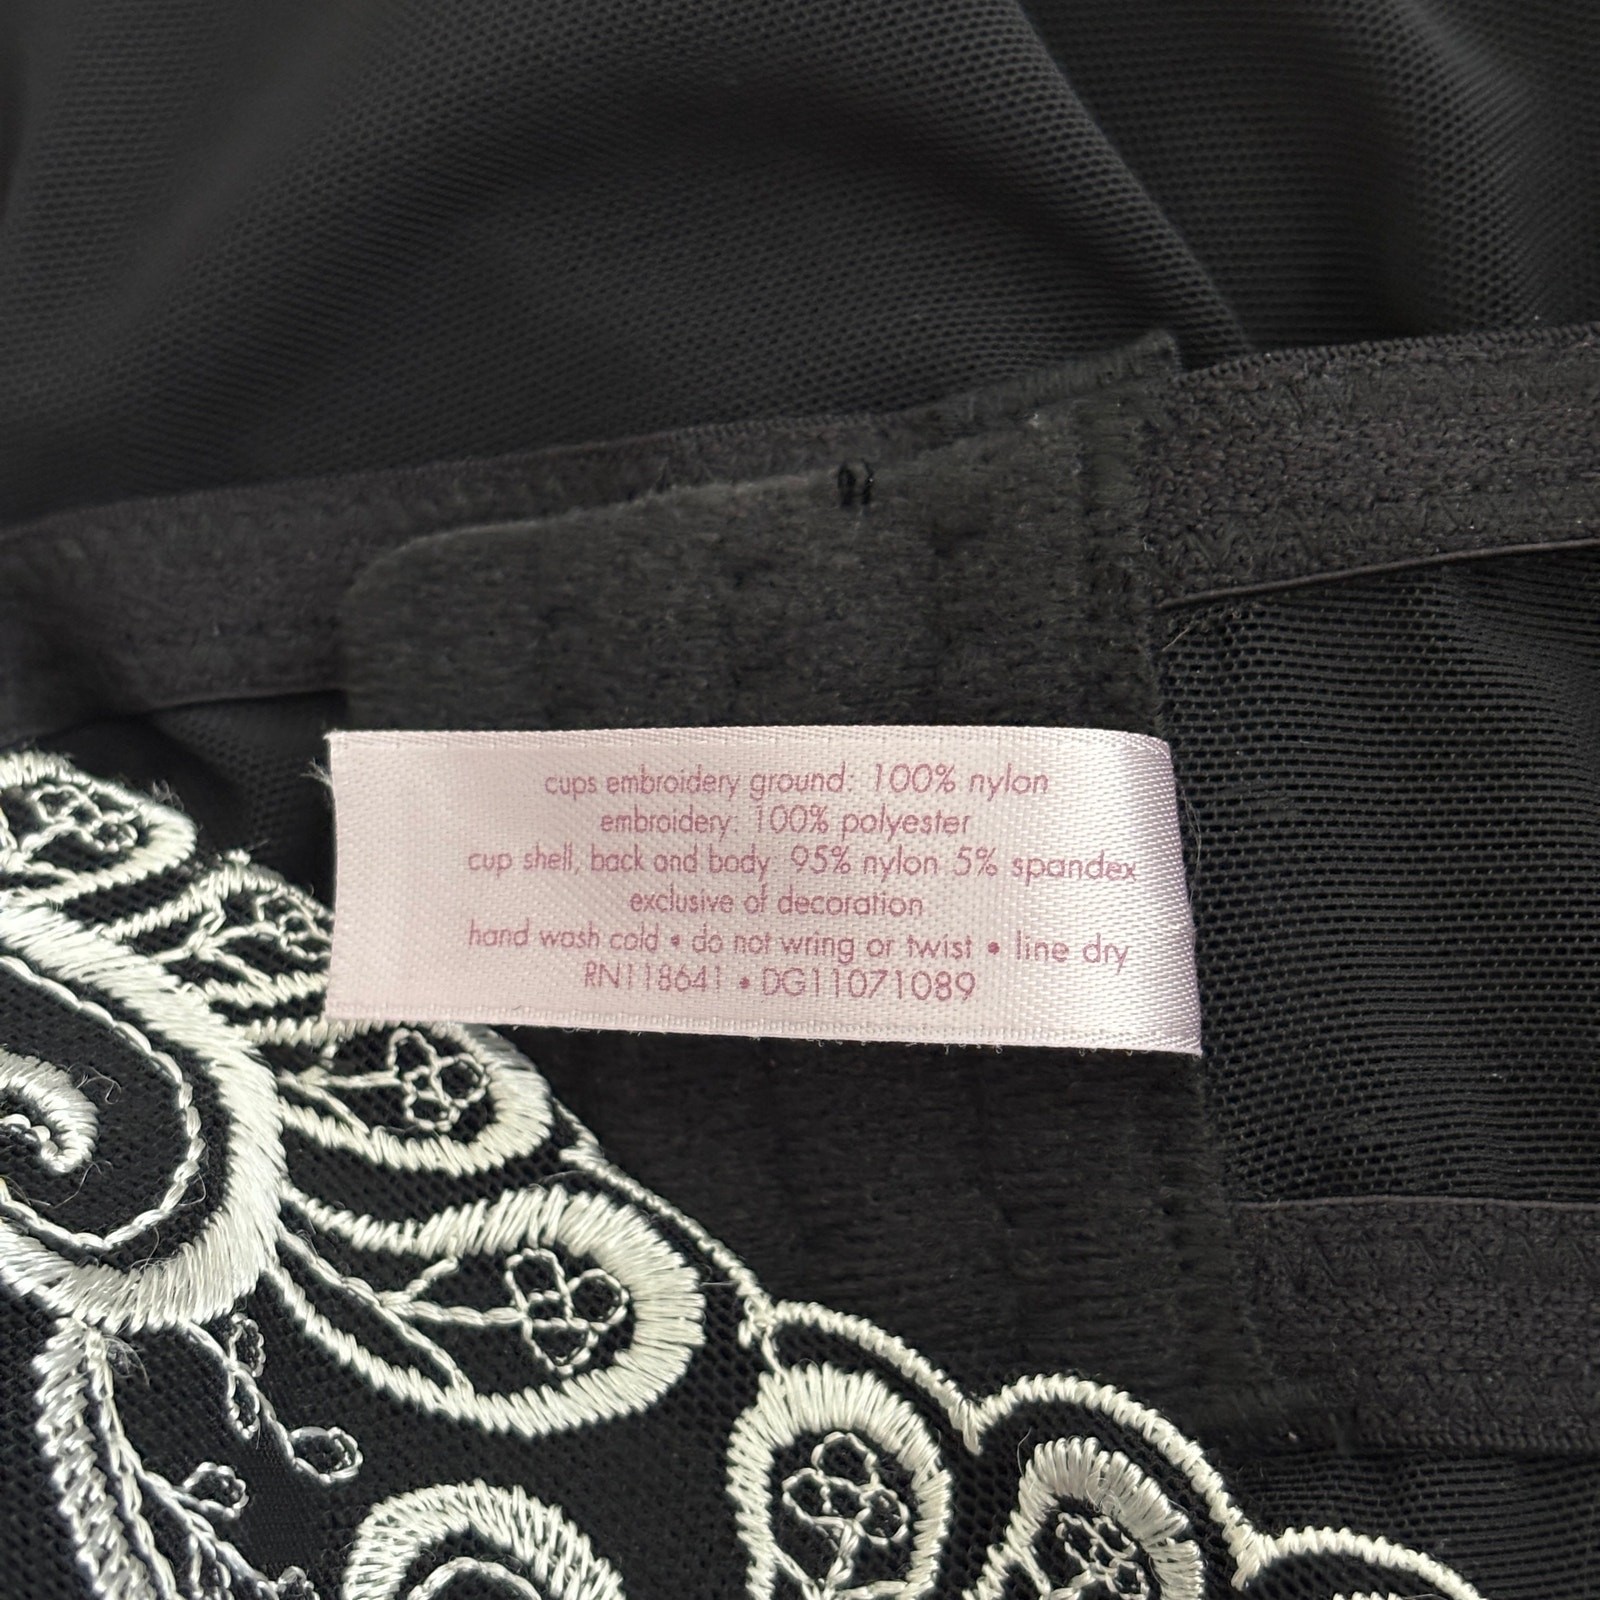 cups embroidery ground: 100% nylon
embroidery: 100% polyester
cup shell, back and body: 95% nylon 5% spandex
exclusive of decoration
hand wash cold • do not wring or twist • line dry
RN118641 • DG11071089